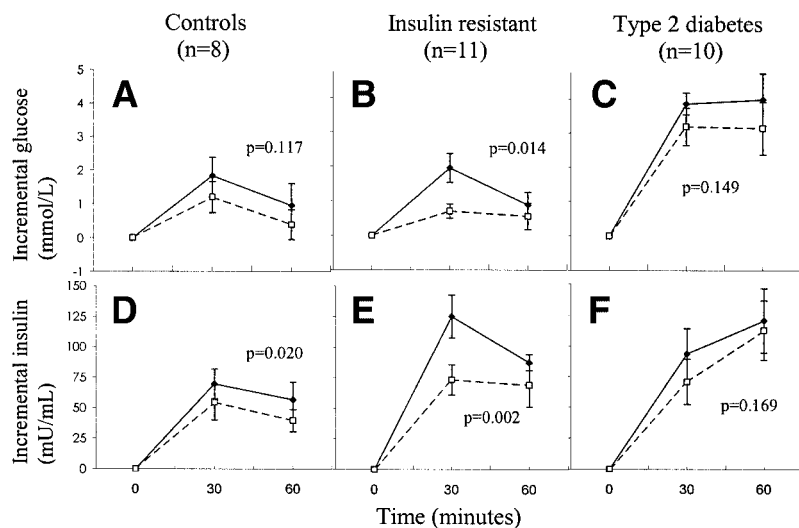 Controls
(n=8)
Insulin resistant
(n=11)
Type 2 diabetes
(n=10)
Incremental glucose
(mmol/L)
5
4
3
2
1
0
-1
A
p=0.117
B
p=0.014
C
p=0.149
Incremental insulin
(mU/mL)
150
125
100
75
50
25
0
D
p=0.020
E
p=0.002
F
p=0.169
0 30 60 0 30 60 0 30 60
Time (minutes)